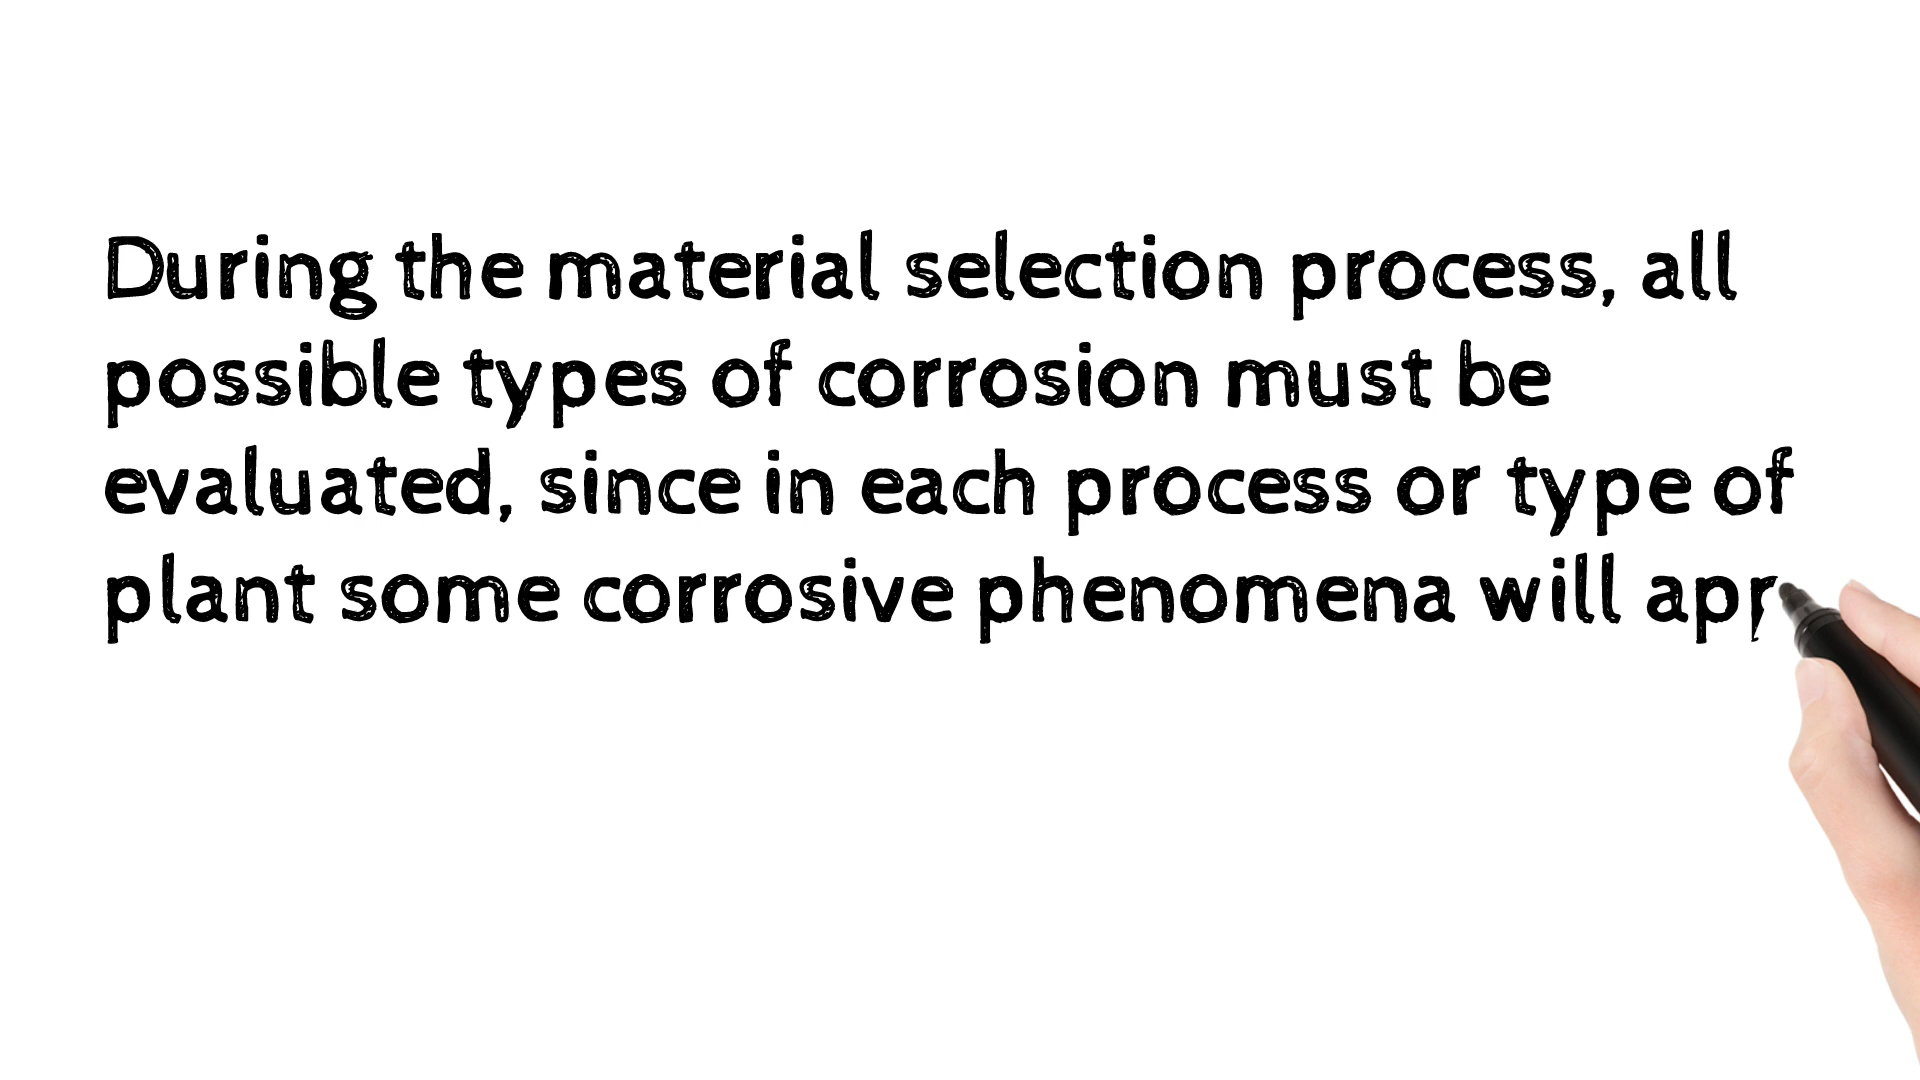 During the material selection process, all
possible types of corrosion must be
evaluated, since in each process or type of
plant some corrosive phenomena will